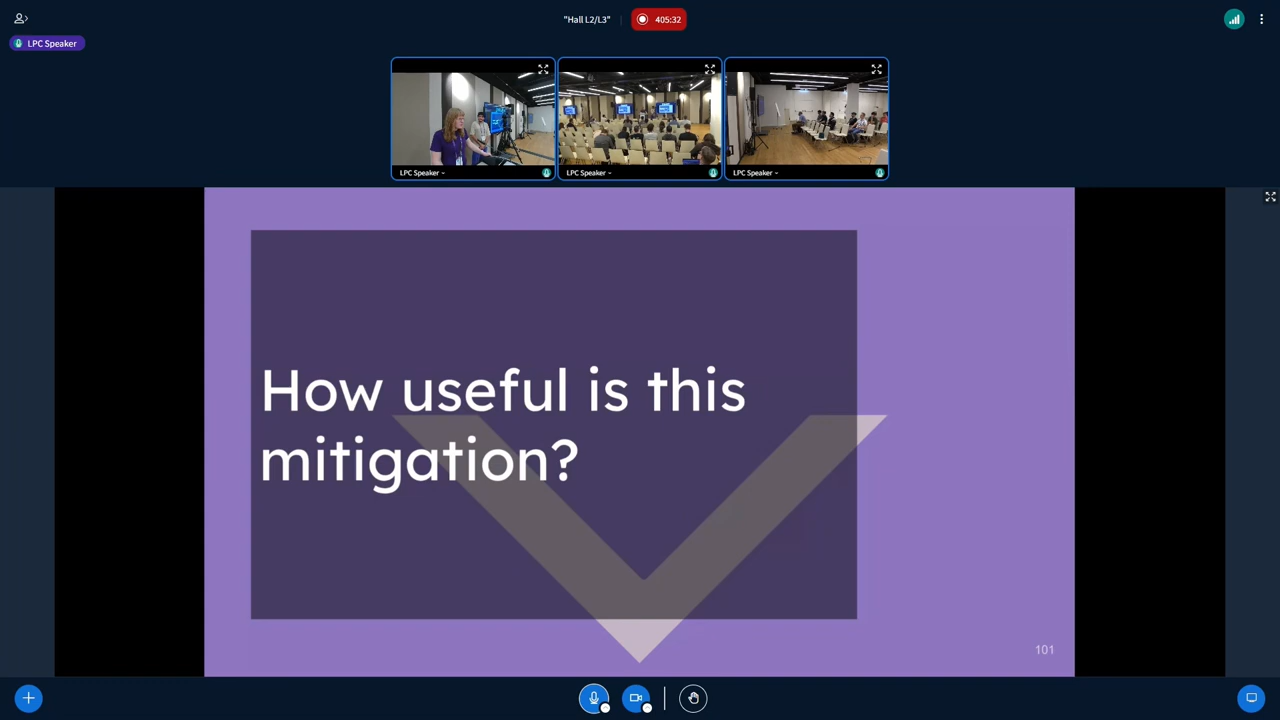 "Hall L2/L3"
405:32
LPC Speaker
LPC Speaker
LPC Speaker
LPC Speaker
How useful is this
mitigation?
101